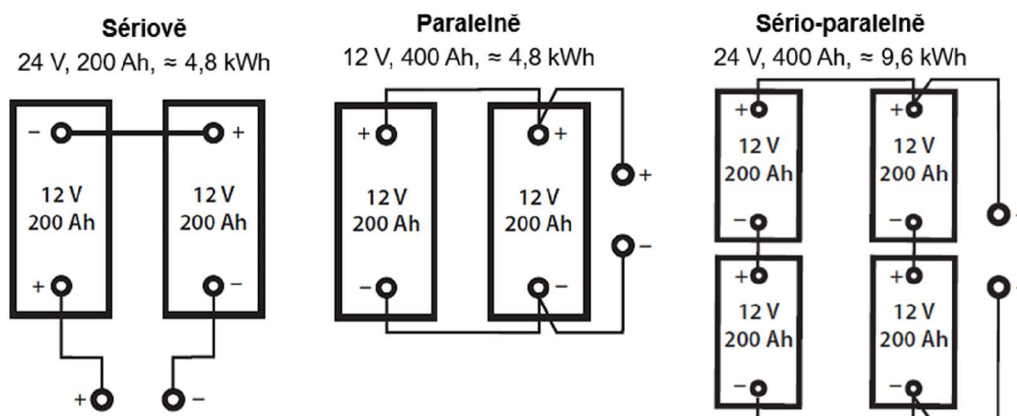 Sériově
24 V, 200 Ah, ≈ 4,8 kWh
- +
12 V
200 Ah
12 V
200 Ah
+ -
+ -
Paralelně
12 V, 400 Ah, ≈ 4,8 kWh
+ +
12 V
200 Ah
12 V
200 Ah
- -
+
-
Sério-paralelně
24 V, 400 Ah, ≈ 9,6 kWh
+ +
12 V
200 Ah
12 V
200 Ah
- -
+ +
12 V
200 Ah
12 V
200 Ah
- -